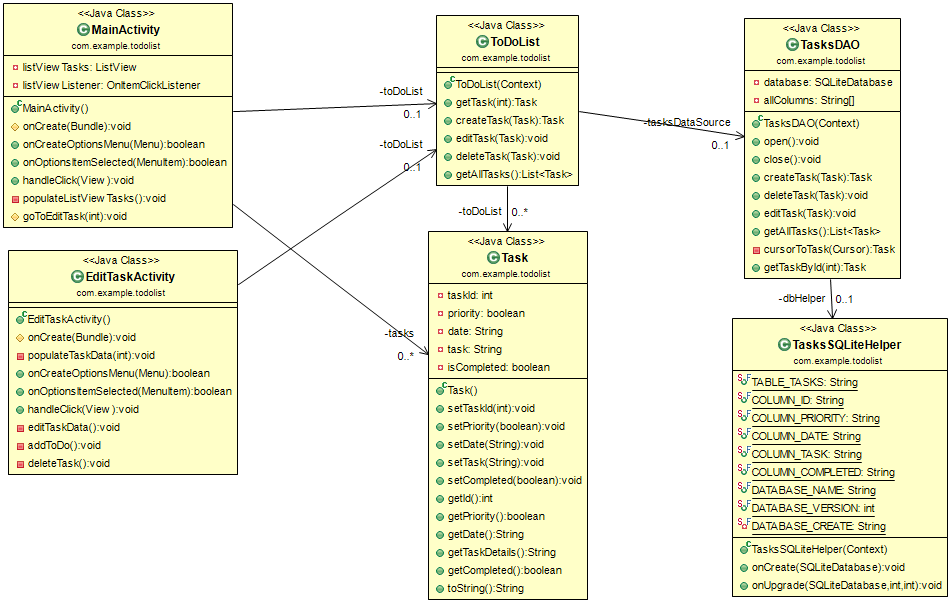 <<Java Class>>
MainActivity
com.example.todolist
listView Tasks: ListView
listView Listener: OnItemClickListener
MainActivity()
onCreate(Bundle):void
onCreateOptionsMenu(Menu):boolean
onOptionsItemSelected(MenuItem):boolean
handleClick(View ):void
populateListView Tasks():void
goToEditTask(int):void
<<Java Class>>
EditTaskActivity
com.example.todolist
EditTaskActivity()
onCreate(Bundle):void
populateTaskData(int):void
onCreateOptionsMenu(Menu):boolean
onOptionsItemSelected(MenuItem):boolean
handleClick(View ):void
editTaskData():void
addToDo():void
deleteTask():void
-toDoList
0..1
-toDoList
0..1
-tasks
0..*
<<Java Class>>
ToDoList
com.example.todolist
ToDoList(Context)
getTask(int):Task
createTask(Task):Task
editTask(Task):void
deleteTask(Task):void
getAllTasks():List<Task>
-toDoList
0..*
<<Java Class>>
Task
com.example.todolist
taskId: int
priority: boolean
date: String
task: String
isCompleted: boolean
Task()
setTaskId(int):void
setPriority(boolean):void
setDate(String):void
setTask(String):void
setCompleted(boolean):void
getId():int
getPriority():boolean
getDate():String
getTaskDetails():String
getCompleted():boolean
toString():String
-tasksDataSource
0..1
<<Java Class>>
TasksDAO
com.example.todolist
database: SQLiteDatabase
allColumns: String[]
TasksDAO(Context)
open():void
close():void
createTask(Task):Task
deleteTask(Task):void
editTask(Task):void
getAllTasks():List<Task>
cursorToTask(Cursor):Task
getTaskById(int):Task
-dbHelper
0..1
<<Java Class>>
TasksSQLiteHelper
com.example.todolist
TABLE_TASKS: String
COLUMN_ID: String
COLUMN_PRIORITY: String
COLUMN_DATE: String
COLUMN_TASK: String
COLUMN_COMPLETED: String
DATABASE_NAME: String
DATABASE_VERSION: int
DATABASE_CREATE: String
TasksSQLiteHelper(Context)
onCreate(SQLiteDatabase):void
onUpgrade(SQLiteDatabase,int,int):void